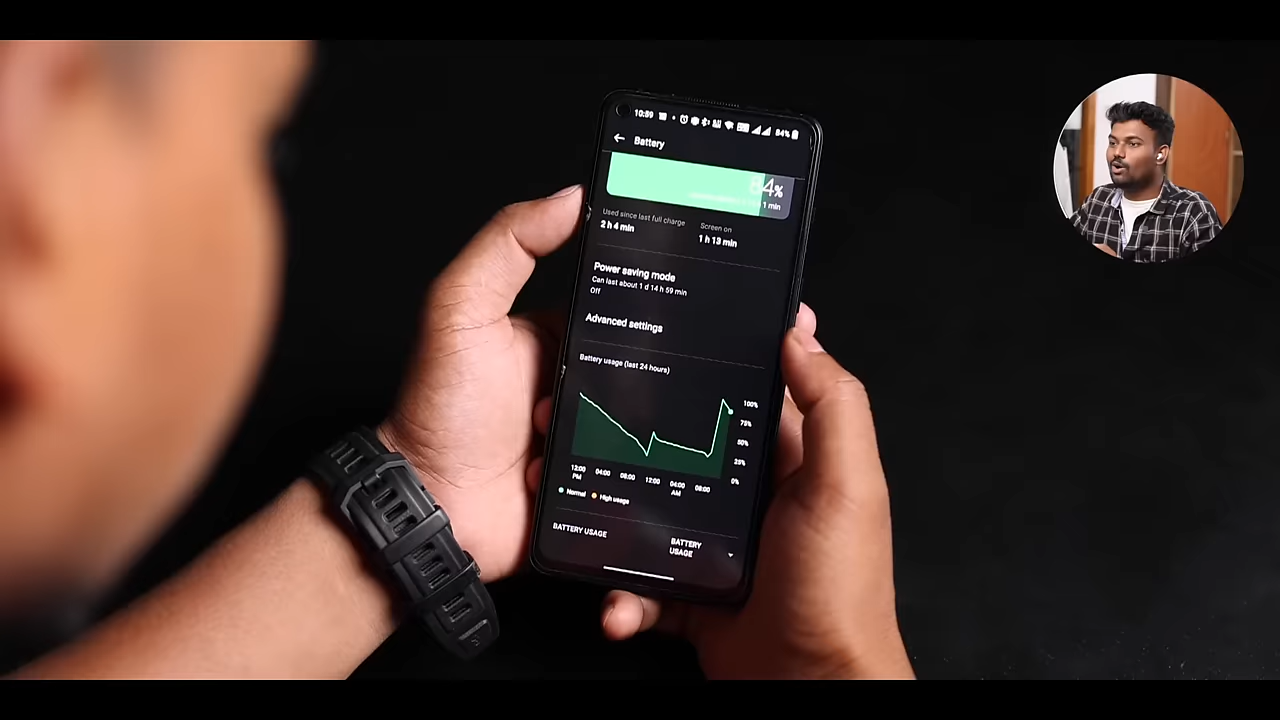 10:59 84%
Battery
84%
1 min
Used since last full charge
2 h 4 min
Screen on
1 h 13 min
Power saving mode
Can last about 1 d 14 h 59 min
Off
Advanced settings
Battery usage (last 24 hours)
100%
75%
50%
25%
0%
12:00 PM 04:00 08:00 12:00 04:00 AM 08:00
Normal High usage
BATTERY USAGE
BATTERY
USAGE